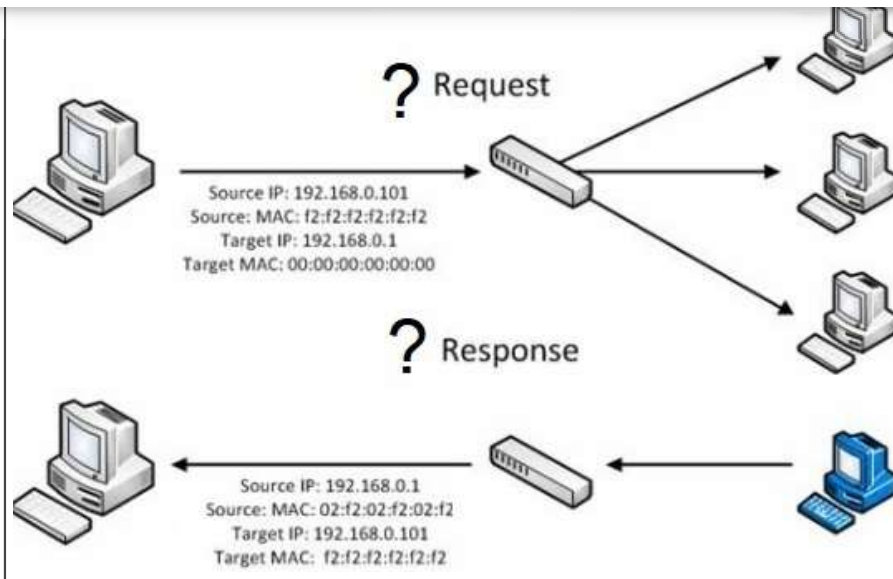 ? Request
Source IP: 192.168.0.101
Source: MAC: f2:f2:f2:f2:f2:f2
Target IP: 192.168.0.1
Target MAC: 00:00:00:00:00:00
? Response
Source IP: 192.168.0.1
Source: MAC: 02:f2:02:f2:02:f2
Target IP: 192.168.0.101
Target MAC: f2:f2:f2:f2:f2:f2